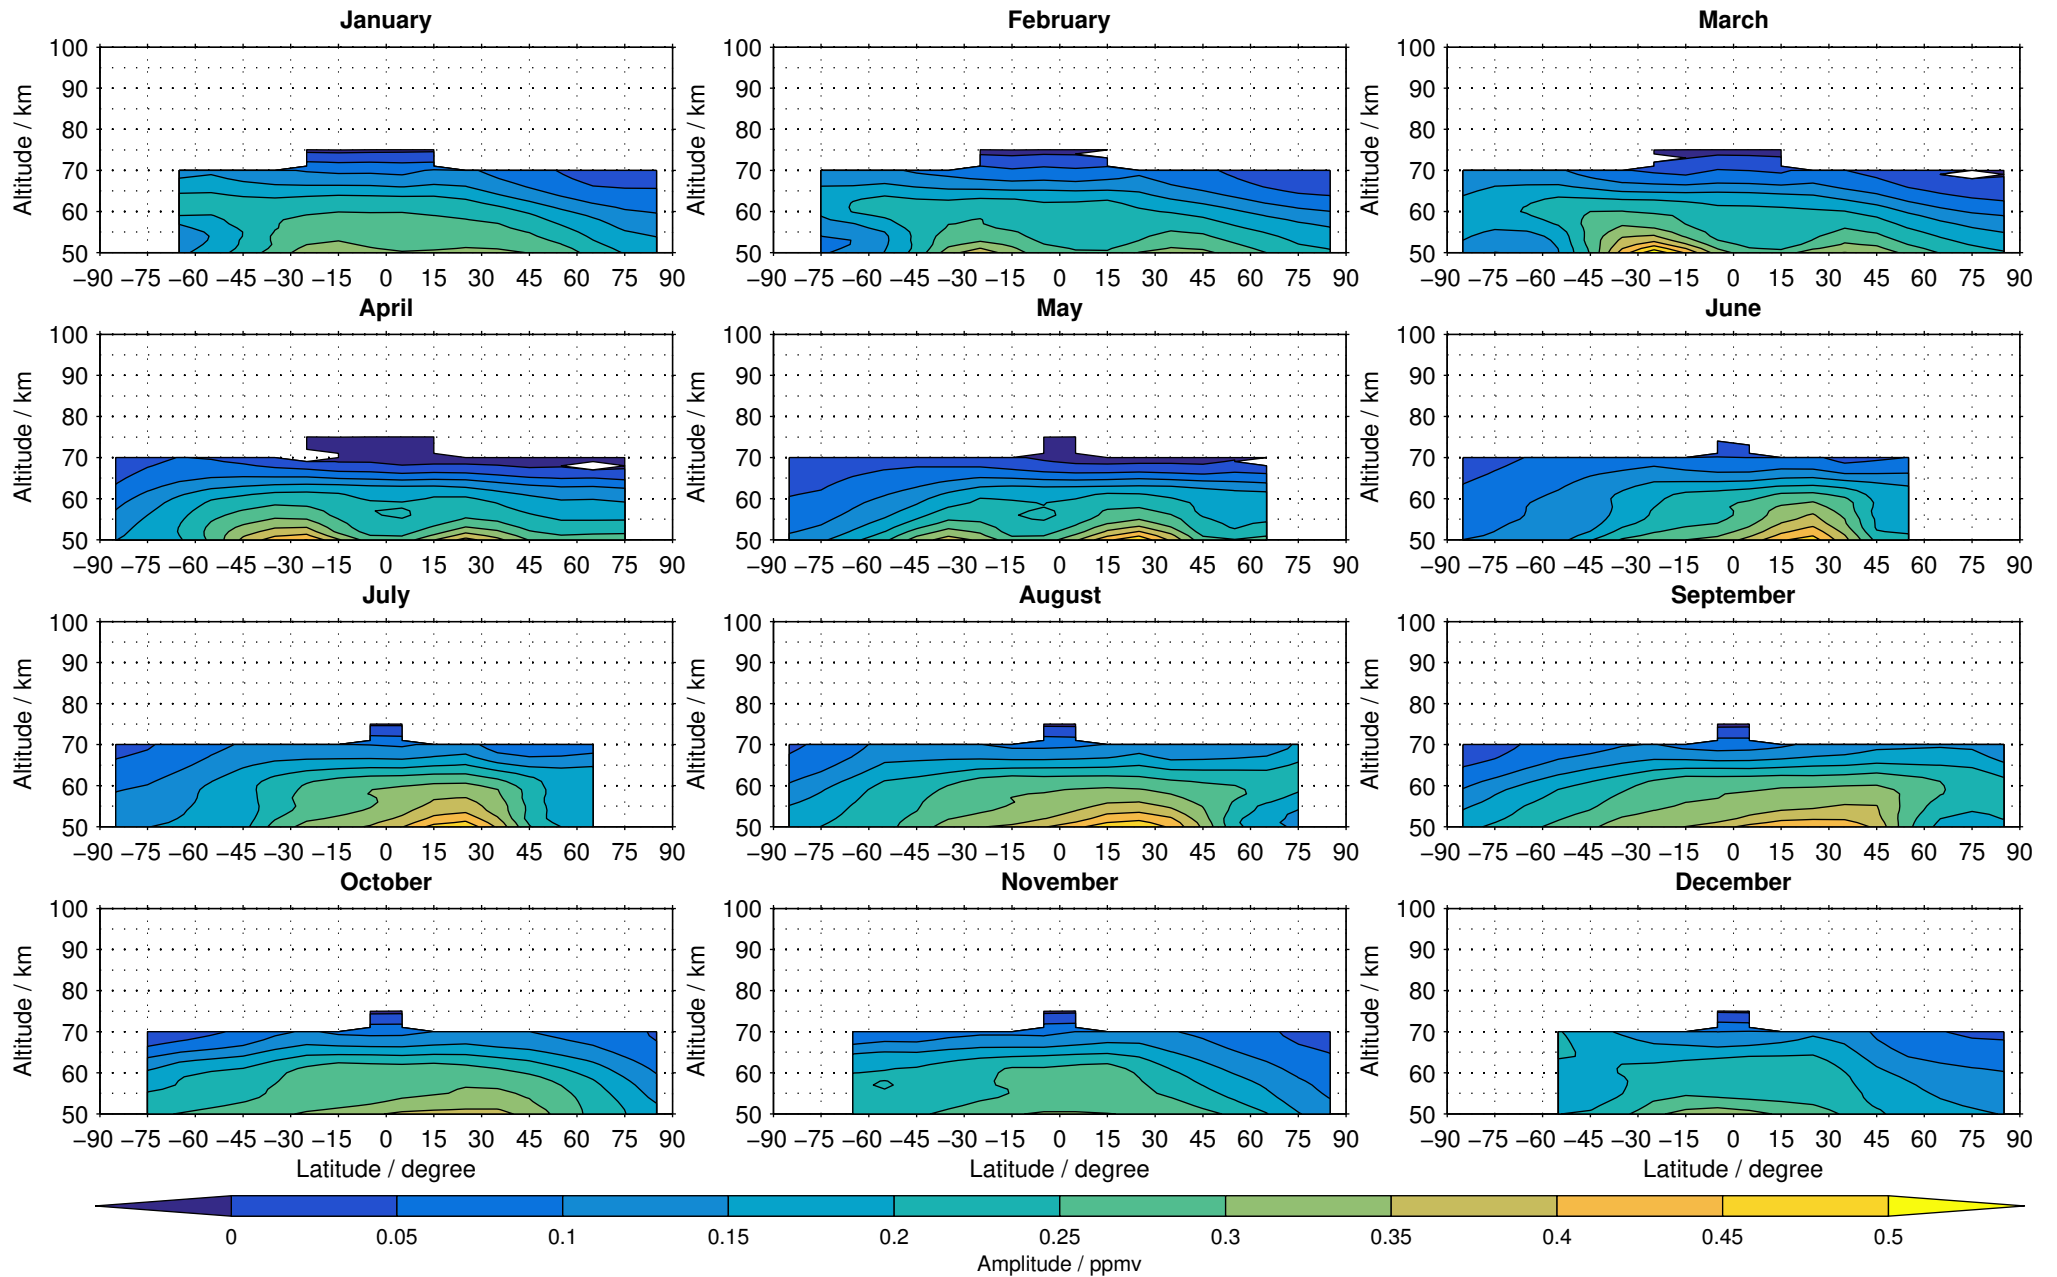 January February March
100 100 100
90 90 90
Altitude / km Altitude / km Altitude / km
80 80 80
70 70 70
60 60 60
50 50 50
−90 −75 −60 −45 −30 −15 0 15 30 45 60 75 90 −90 −75 −60 −45 −30 −15 0 15 30 45 60 75 90 −90 −75 −60 −45 −30 −15 0 15 30 45 60 75 90
April May June
100 100 100
90 90 90
Altitude / km Altitude / km Altitude / km
80 80 80
70 70 70
60 60 60
50 50 50
−90 −75 −60 −45 −30 −15 0 15 30 45 60 75 90 −90 −75 −60 −45 −30 −15 0 15 30 45 60 75 90 −90 −75 −60 −45 −30 −15 0 15 30 45 60 75 90
July August September
100 100 100
90 90 90
Altitude / km Altitude / km Altitude / km
80 80 80
70 70 70
60 60 60
50 50 50
−90 −75 −60 −45 −30 −15 0 15 30 45 60 75 90 −90 −75 −60 −45 −30 −15 0 15 30 45 60 75 90 −90 −75 −60 −45 −30 −15 0 15 30 45 60 75 90
October November December
100 100 100
90 90 90
Altitude / km Altitude / km Altitude / km
80 80 80
70 70 70
60 60 60
50 50 50
−90 −75 −60 −45 −30 −15 0 15 30 45 60 75 90 −90 −75 −60 −45 −30 −15 0 15 30 45 60 75 90 −90 −75 −60 −45 −30 −15 0 15 30 45 60 75 90
Latitude / degree Latitude / degree Latitude / degree
0 0.05 0.1 0.15 0.2 0.25 0.3 0.35 0.4 0.45 0.5
Amplitude / ppmv